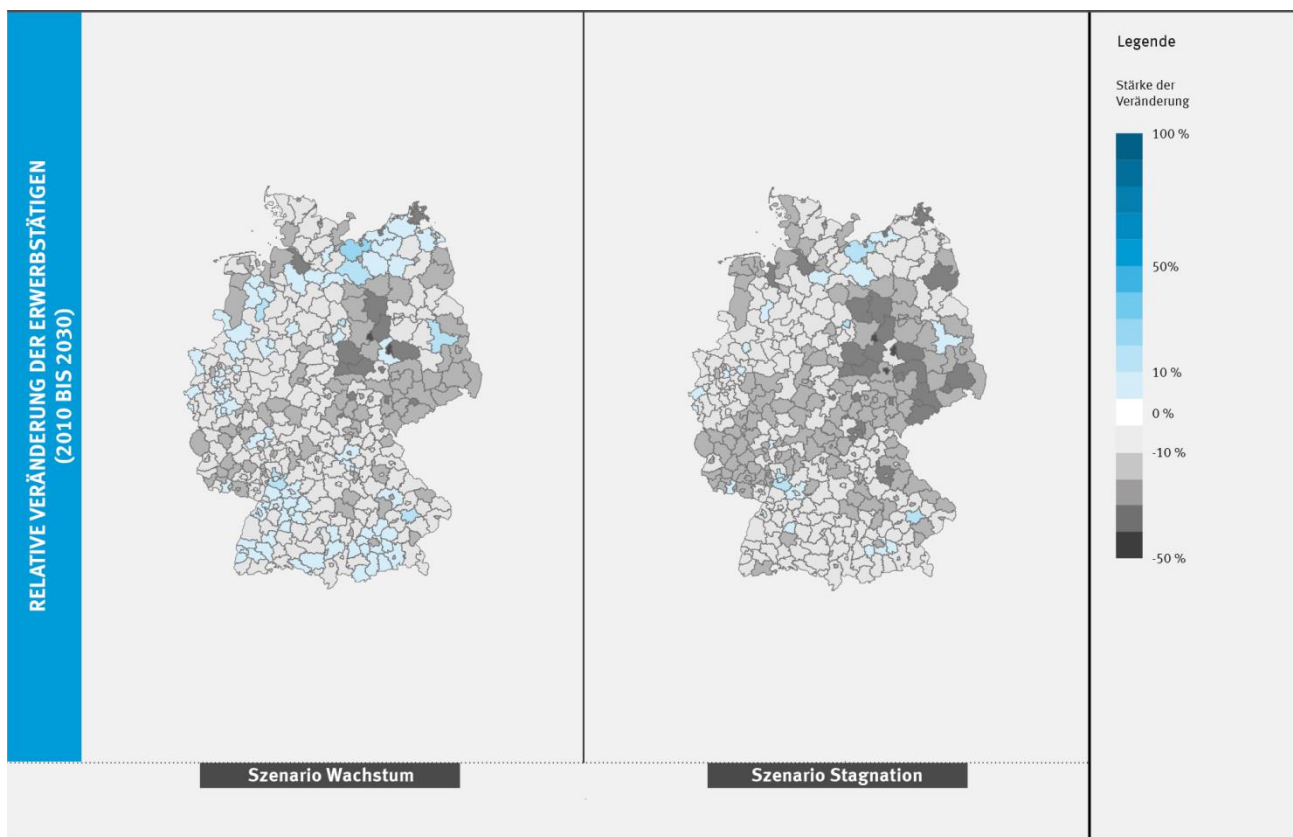 RELATIVE VERÄNDERUNG DER ERWERBSTÄTIGEN
(2010 BIS 2030)
Szenario Wachstum
Szenario Stagnation
Legende
Stärke der
Veränderung
100 %
50%
10 %
0 %
-10 %
-50 %